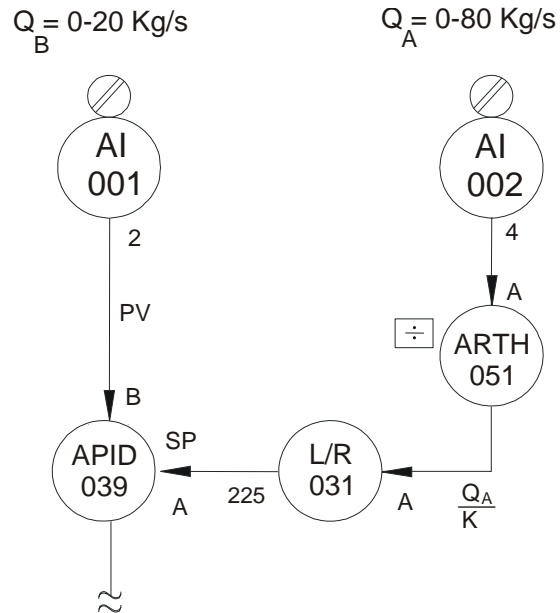 Q_B = 0-20 Kg/s
Q_A = 0-80 Kg/s
AI
001
AI
002
2
4
PV
A
÷
ARTH
051
B
APID
039
SP
A
225
L/R
031
A
Q_A
K